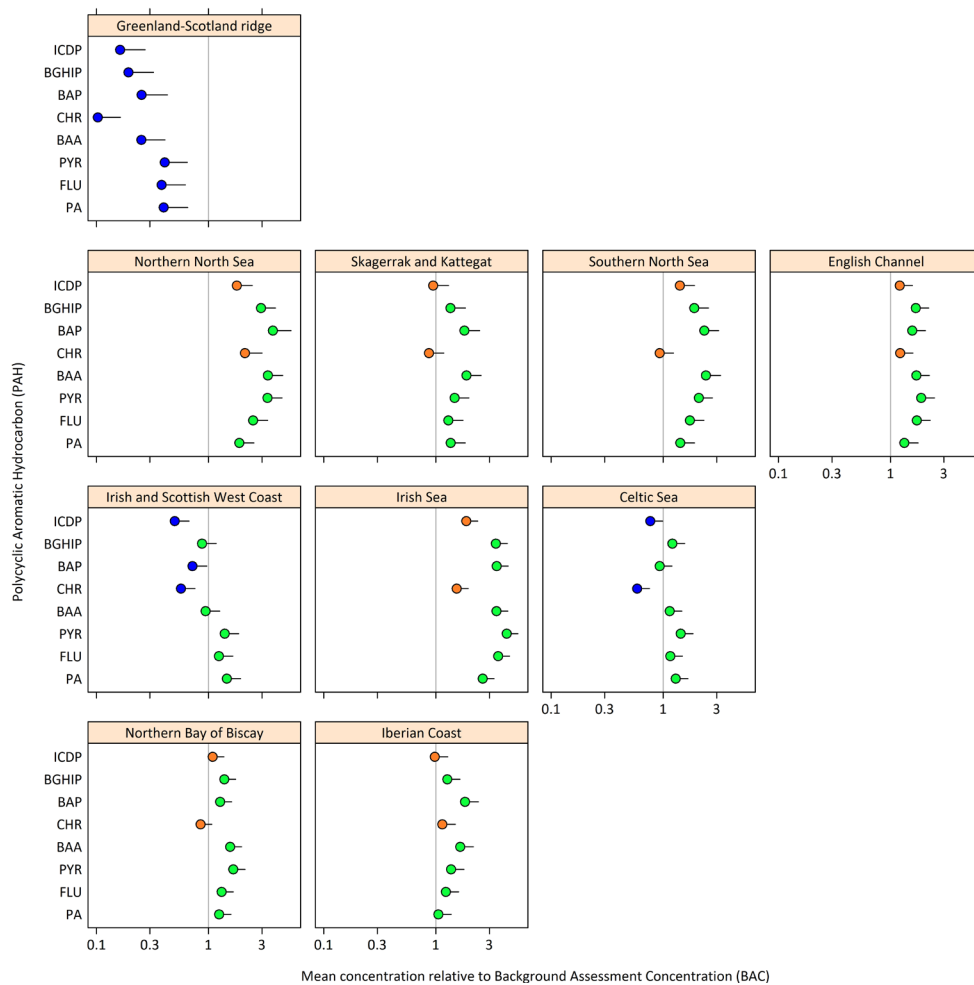 Greenland-Scotland ridge
ICDP
BGHIP
BAP
CHR
BAA
PYR
FLU
PA
Northern North Sea Skagerrak and Kattegat Southern North Sea English Channel
ICDP
BGHIP
BAP
CHR
BAA
PYR
FLU
PA
0.1 0.3 1 3
Irish and Scottish West Coast Irish Sea Celtic Sea
ICDP
BGHIP
BAP
CHR
BAA
PYR
FLU
PA
0.1 0.3 1 3
Northern Bay of Biscay Iberian Coast
ICDP
BGHIP
BAP
CHR
BAA
PYR
FLU
PA
0.1 0.3 1 3 0.1 0.3 1 3
Polycyclic Aromatic Hydrocarbon (PAH)
Mean concentration relative to Background Assessment Concentration (BAC)